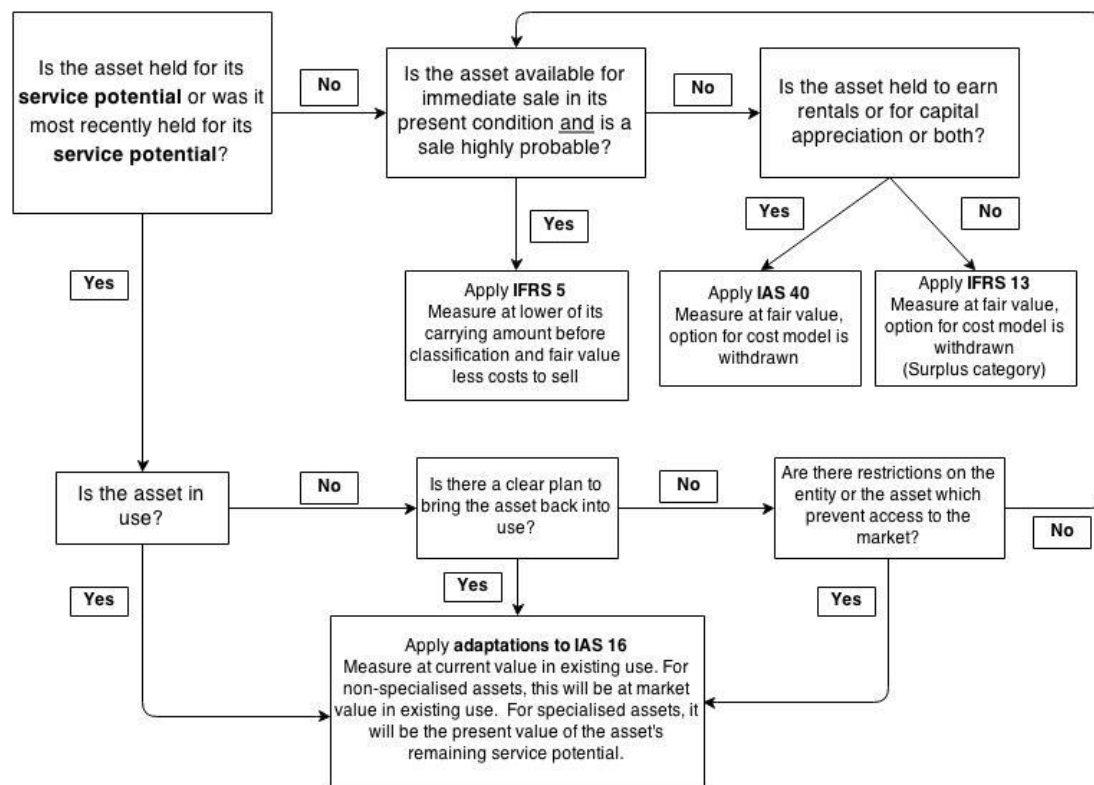 Is the asset held for its
service potential or was it
most recently held for its
service potential?
No
Is the asset available for
immediate sale in its
present condition and is a
sale highly probable?
No
Is the asset held to earn
rentals or for capital
appreciation or both?
Yes
Yes
Yes
No
Apply IFRS 5
Measure at lower of its
carrying amount before
classification and fair value
less costs to sell
Apply IAS 40
Measure at fair value,
option for cost model is
withdrawn
Apply IFRS 13
Measure at fair value,
option for cost model is
withdrawn
(Surplus category)
Is the asset in
use?
No
Is there a clear plan to
bring the asset back into
use?
No
Are there restrictions on the
entity or the asset which
prevent access to the
market?
No
Yes
Yes
Yes
Apply adaptations to IAS 16
Measure at current value in existing use. For
non-specialised assets, this will be at market
value in existing use. For specialised assets, it
will be the present value of the asset's
remaining service potential.